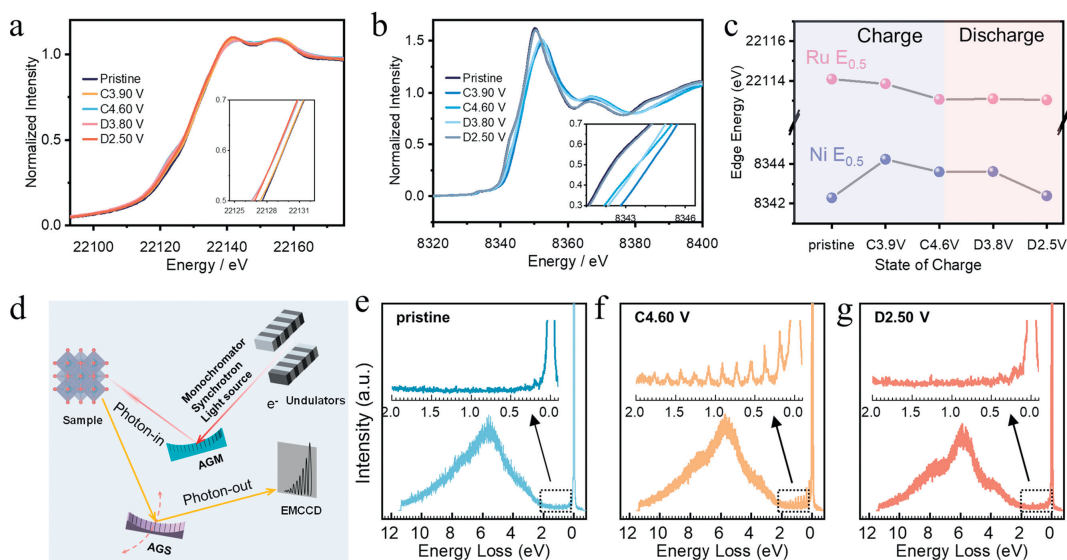 a
Normalized Intensity
1.0
0.5
0.0
Pristine
C3.90 V
C4.60 V
D3.80 V
D2.50 V
0.7
0.6
0.5
22125
22128
22131
22100
22120
22140
22160
Energy / eV
b
Normalized Intensity
1.5
1.0
0.5
0.0
Pristine
C3.90 V
C4.60 V
D3.80 V
D2.50 V
0.7
0.6
0.5
0.4
0.3
8343
8346
8320
8340
8360
8380
8400
Energy / eV
c
Edge Energy (eV)
22116
22114
8344
8342
Charge
Discharge
Ru E0.5
Ni E0.5
pristine
C3.9V
C4.6V
D3.8V
D2.5V
State of Charge
d
Sample
Monochromator
Synchrotron
Light source
e-
Undulators
Photon-in
AGM
Photon-out
EMCCD
AGS
e
pristine
Intensity (a.u.)
2.0 1.5 1.0 0.5 0.0
12 10 8 6 4 2 0
Energy Loss (eV)
f
C4.60 V
2.0 1.5 1.0 0.5 0.0
12 10 8 6 4 2 0
Energy Loss (eV)
g
D2.50 V
2.0 1.5 1.0 0.5 0.0
12 10 8 6 4 2 0
Energy Loss (eV)